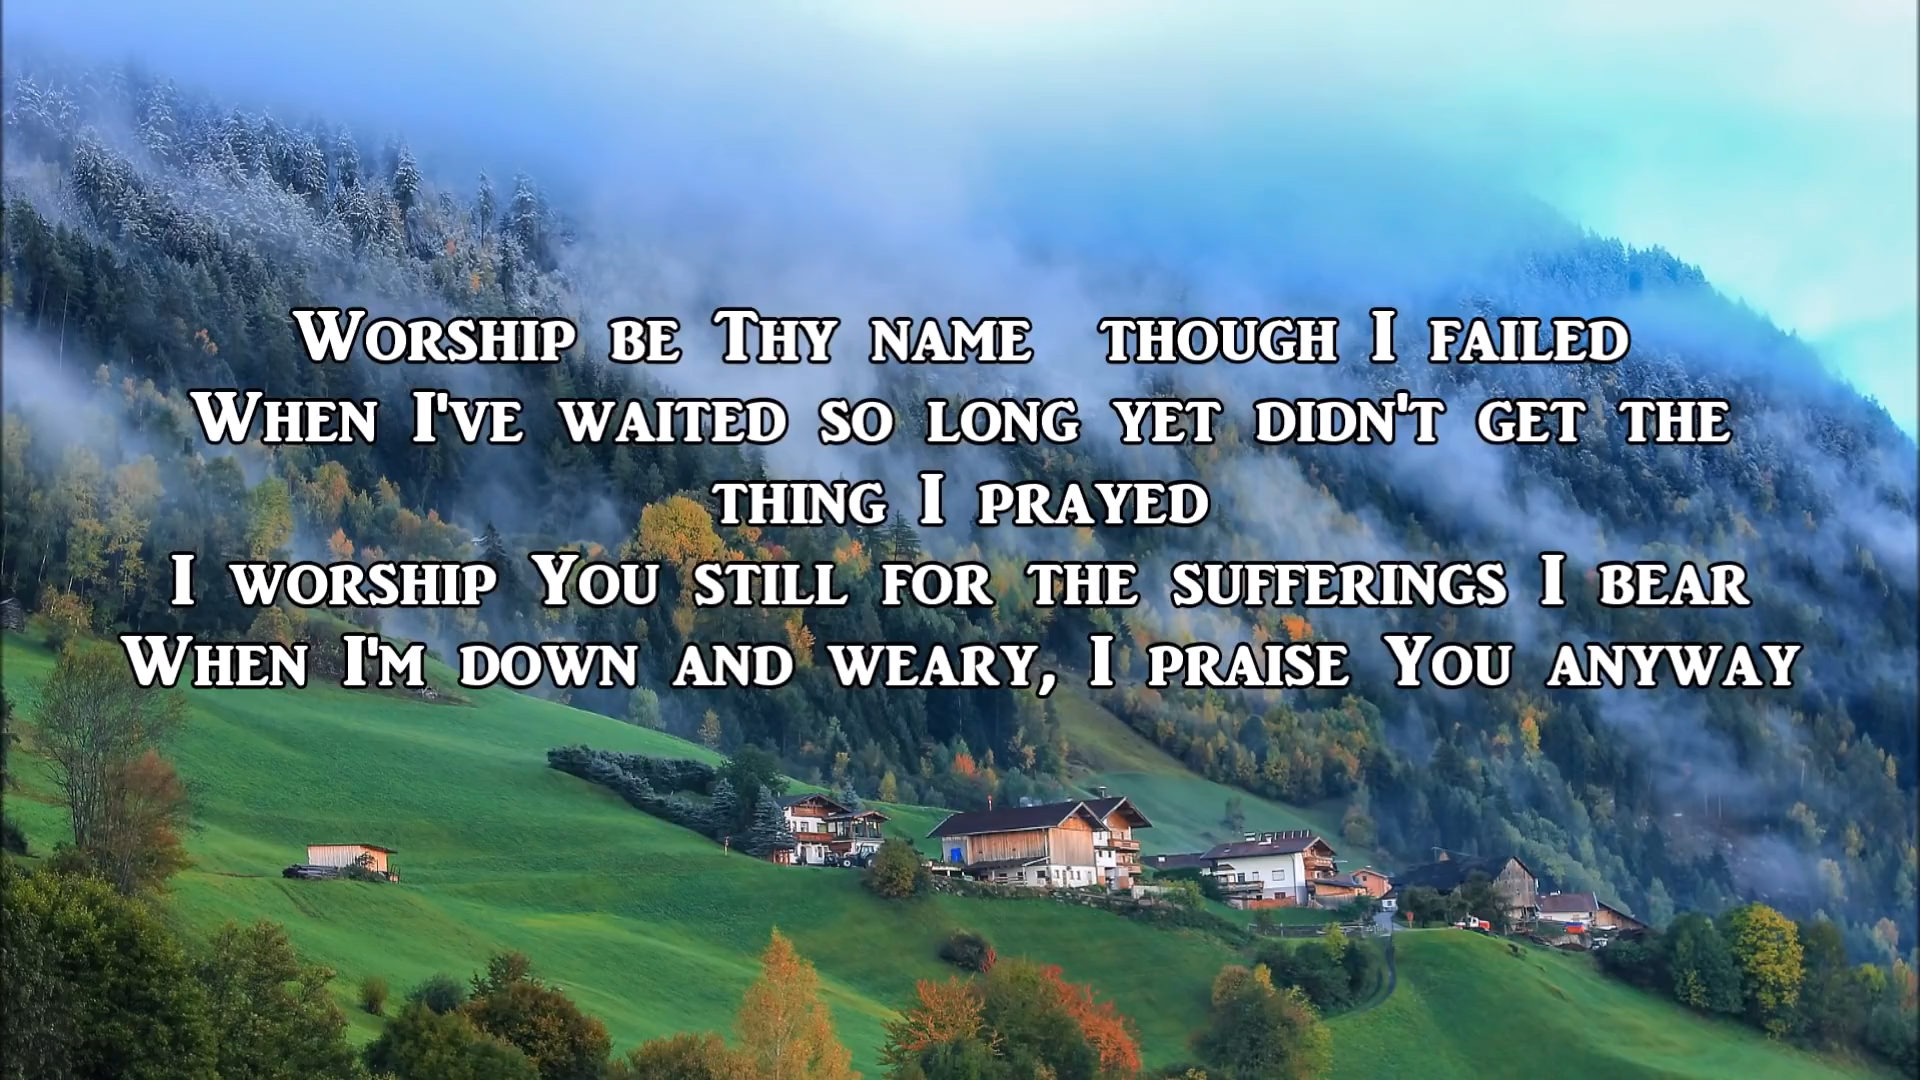 Worship be Thy name  though I failed
When I've waited so long yet didn't get the
thing I prayed
I worship You still for the sufferings I bear
When I'm down and weary, I praise You anyway